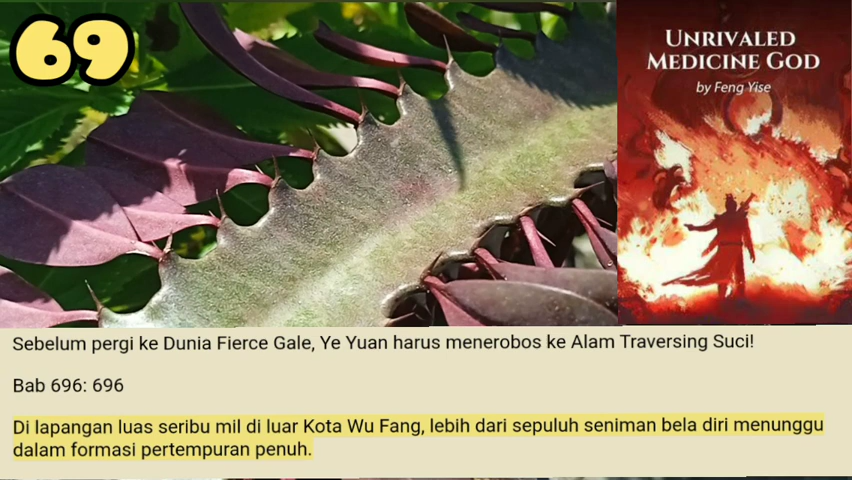 69
UNRIVALED
MEDICINE GOD
by Feng Yise
Sebelum pergi ke Dunia Fierce Gale, Ye Yuan harus menerobos ke Alam Traversing Suci!
Bab 696: 696
Di lapangan luas seribu mil di luar Kota Wu Fang, lebih dari sepuluh seniman bela diri menunggu
dalam formasi pertempuran penuh.